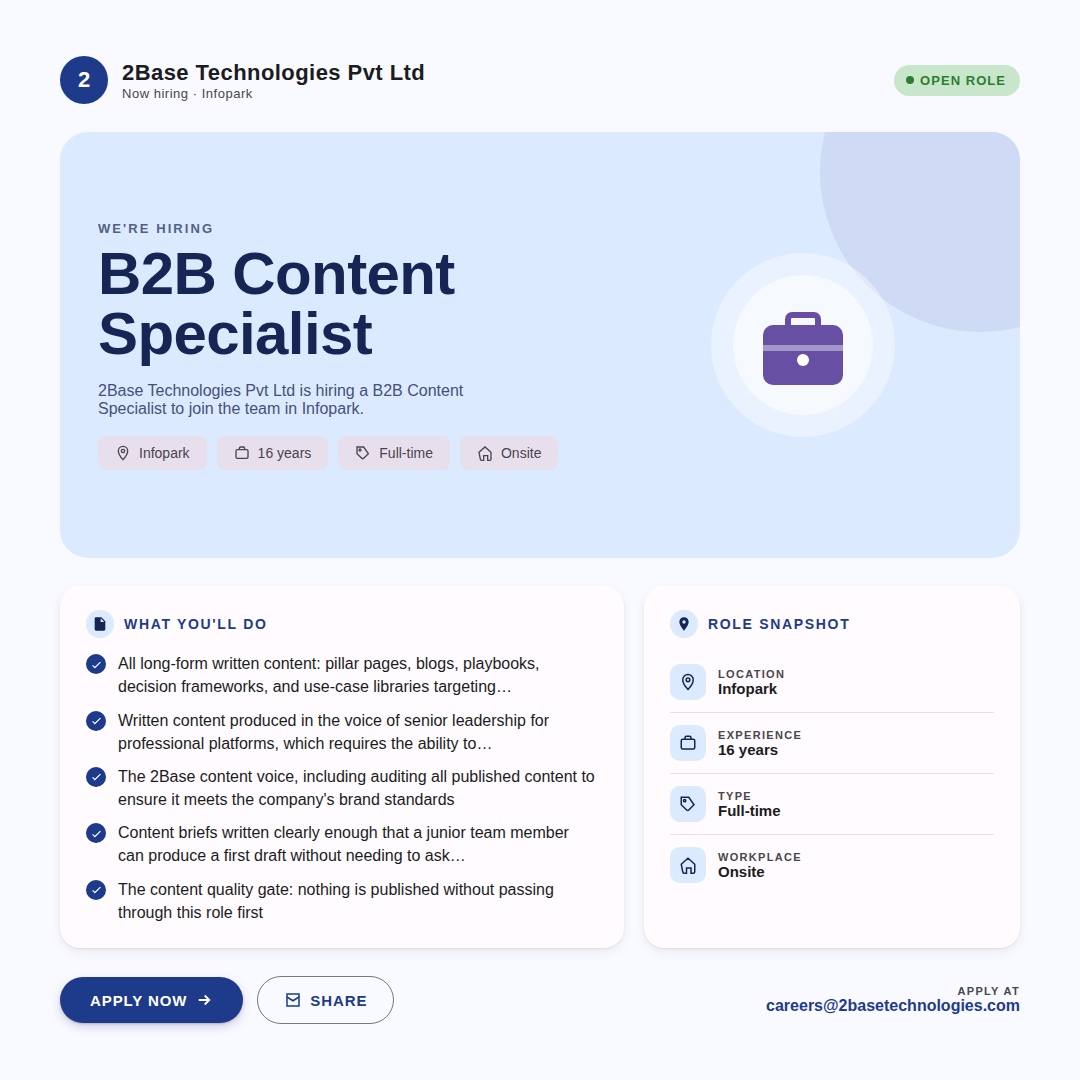 2
2Base Technologies Pvt Ltd
Now hiring · Infopark
OPEN ROLE
WE'RE HIRING
B2B Content
Specialist
2Base Technologies Pvt Ltd is hiring a B2B Content
Specialist to join the team in Infopark.
Infopark
16 years
Full-time
Onsite
WHAT YOU'LL DO
All long-form written content: pillar pages, blogs, playbooks,
decision frameworks, and use-case libraries targeting…
Written content produced in the voice of senior leadership for
professional platforms, which requires the ability to…
The 2Base content voice, including auditing all published content to
ensure it meets the company's brand standards
Content briefs written clearly enough that a junior team member
can produce a first draft without needing to ask…
The content quality gate: nothing is published without passing
through this role first
ROLE SNAPSHOT
LOCATION
Infopark
EXPERIENCE
16 years
TYPE
Full-time
WORKPLACE
Onsite
APPLY NOW
SHARE
APPLY AT
careers@2basetechnologies.com